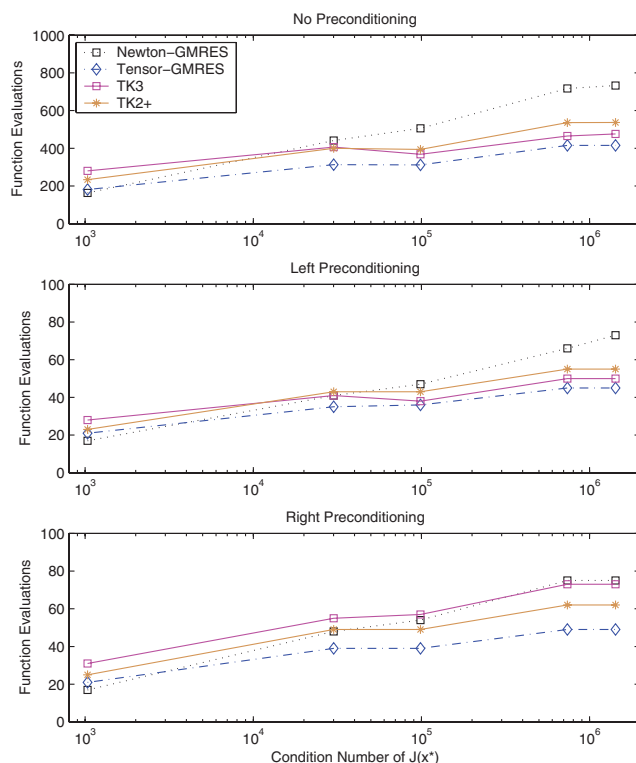 No Preconditioning
Function Evaluations
1000
800
600
400
200
0
Newton−GMRES
Tensor−GMRES
TK3
TK2+
10^3
10^4
10^5
10^6
Left Preconditioning
Function Evaluations
100
80
60
40
20
0
10^3
10^4
10^5
10^6
Right Preconditioning
Function Evaluations
100
80
60
40
20
0
10^3
10^4
10^5
10^6
Condition Number of J(x*)